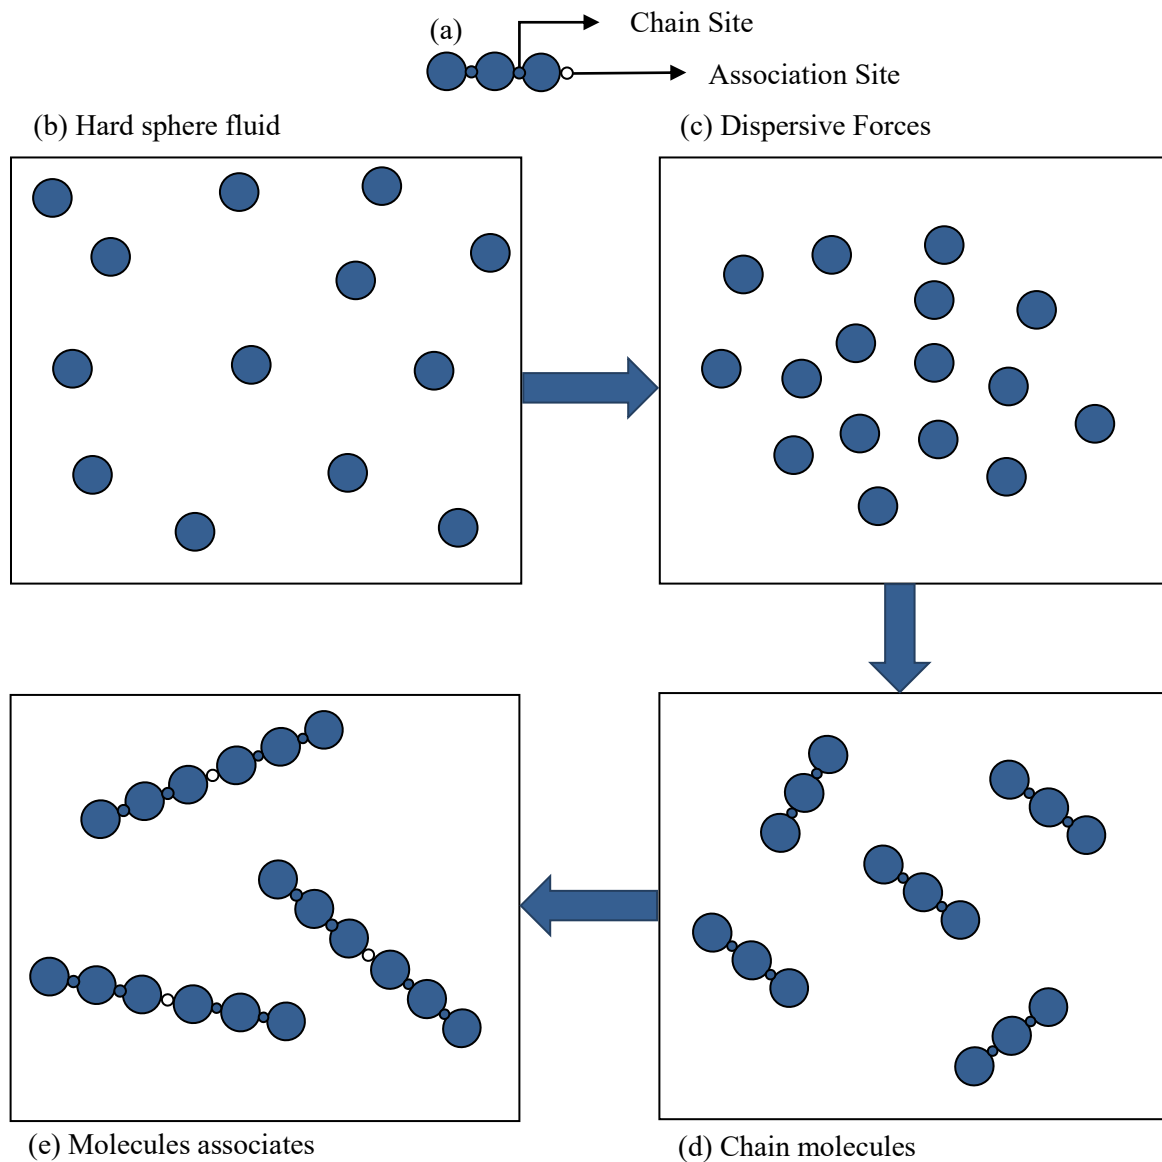 (a)
Chain Site
Association Site
(b) Hard sphere fluid
(c) Dispersive Forces
(e) Molecules associates
(d) Chain molecules